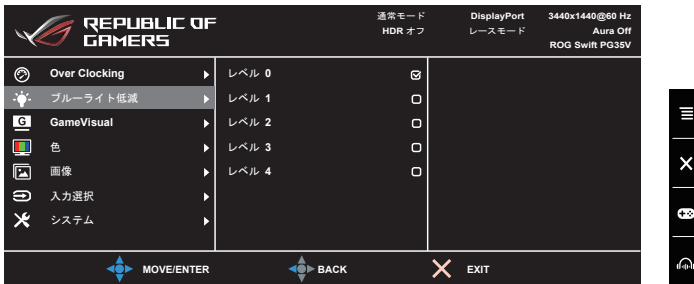 REPUBLIC OF
GAMERS
通常モード
HDR オフ
DisplayPort
レースモード
3440x1440@60 Hz
Aura Off
ROG Swift PG35V
Over Clocking
ブルーライト低減
G GameVisual
色
画像
入力選択
システム
レベル 0
レベル 1
レベル 2
レベル 3
レベル 4
MOVE/ENTER
BACK
EXIT